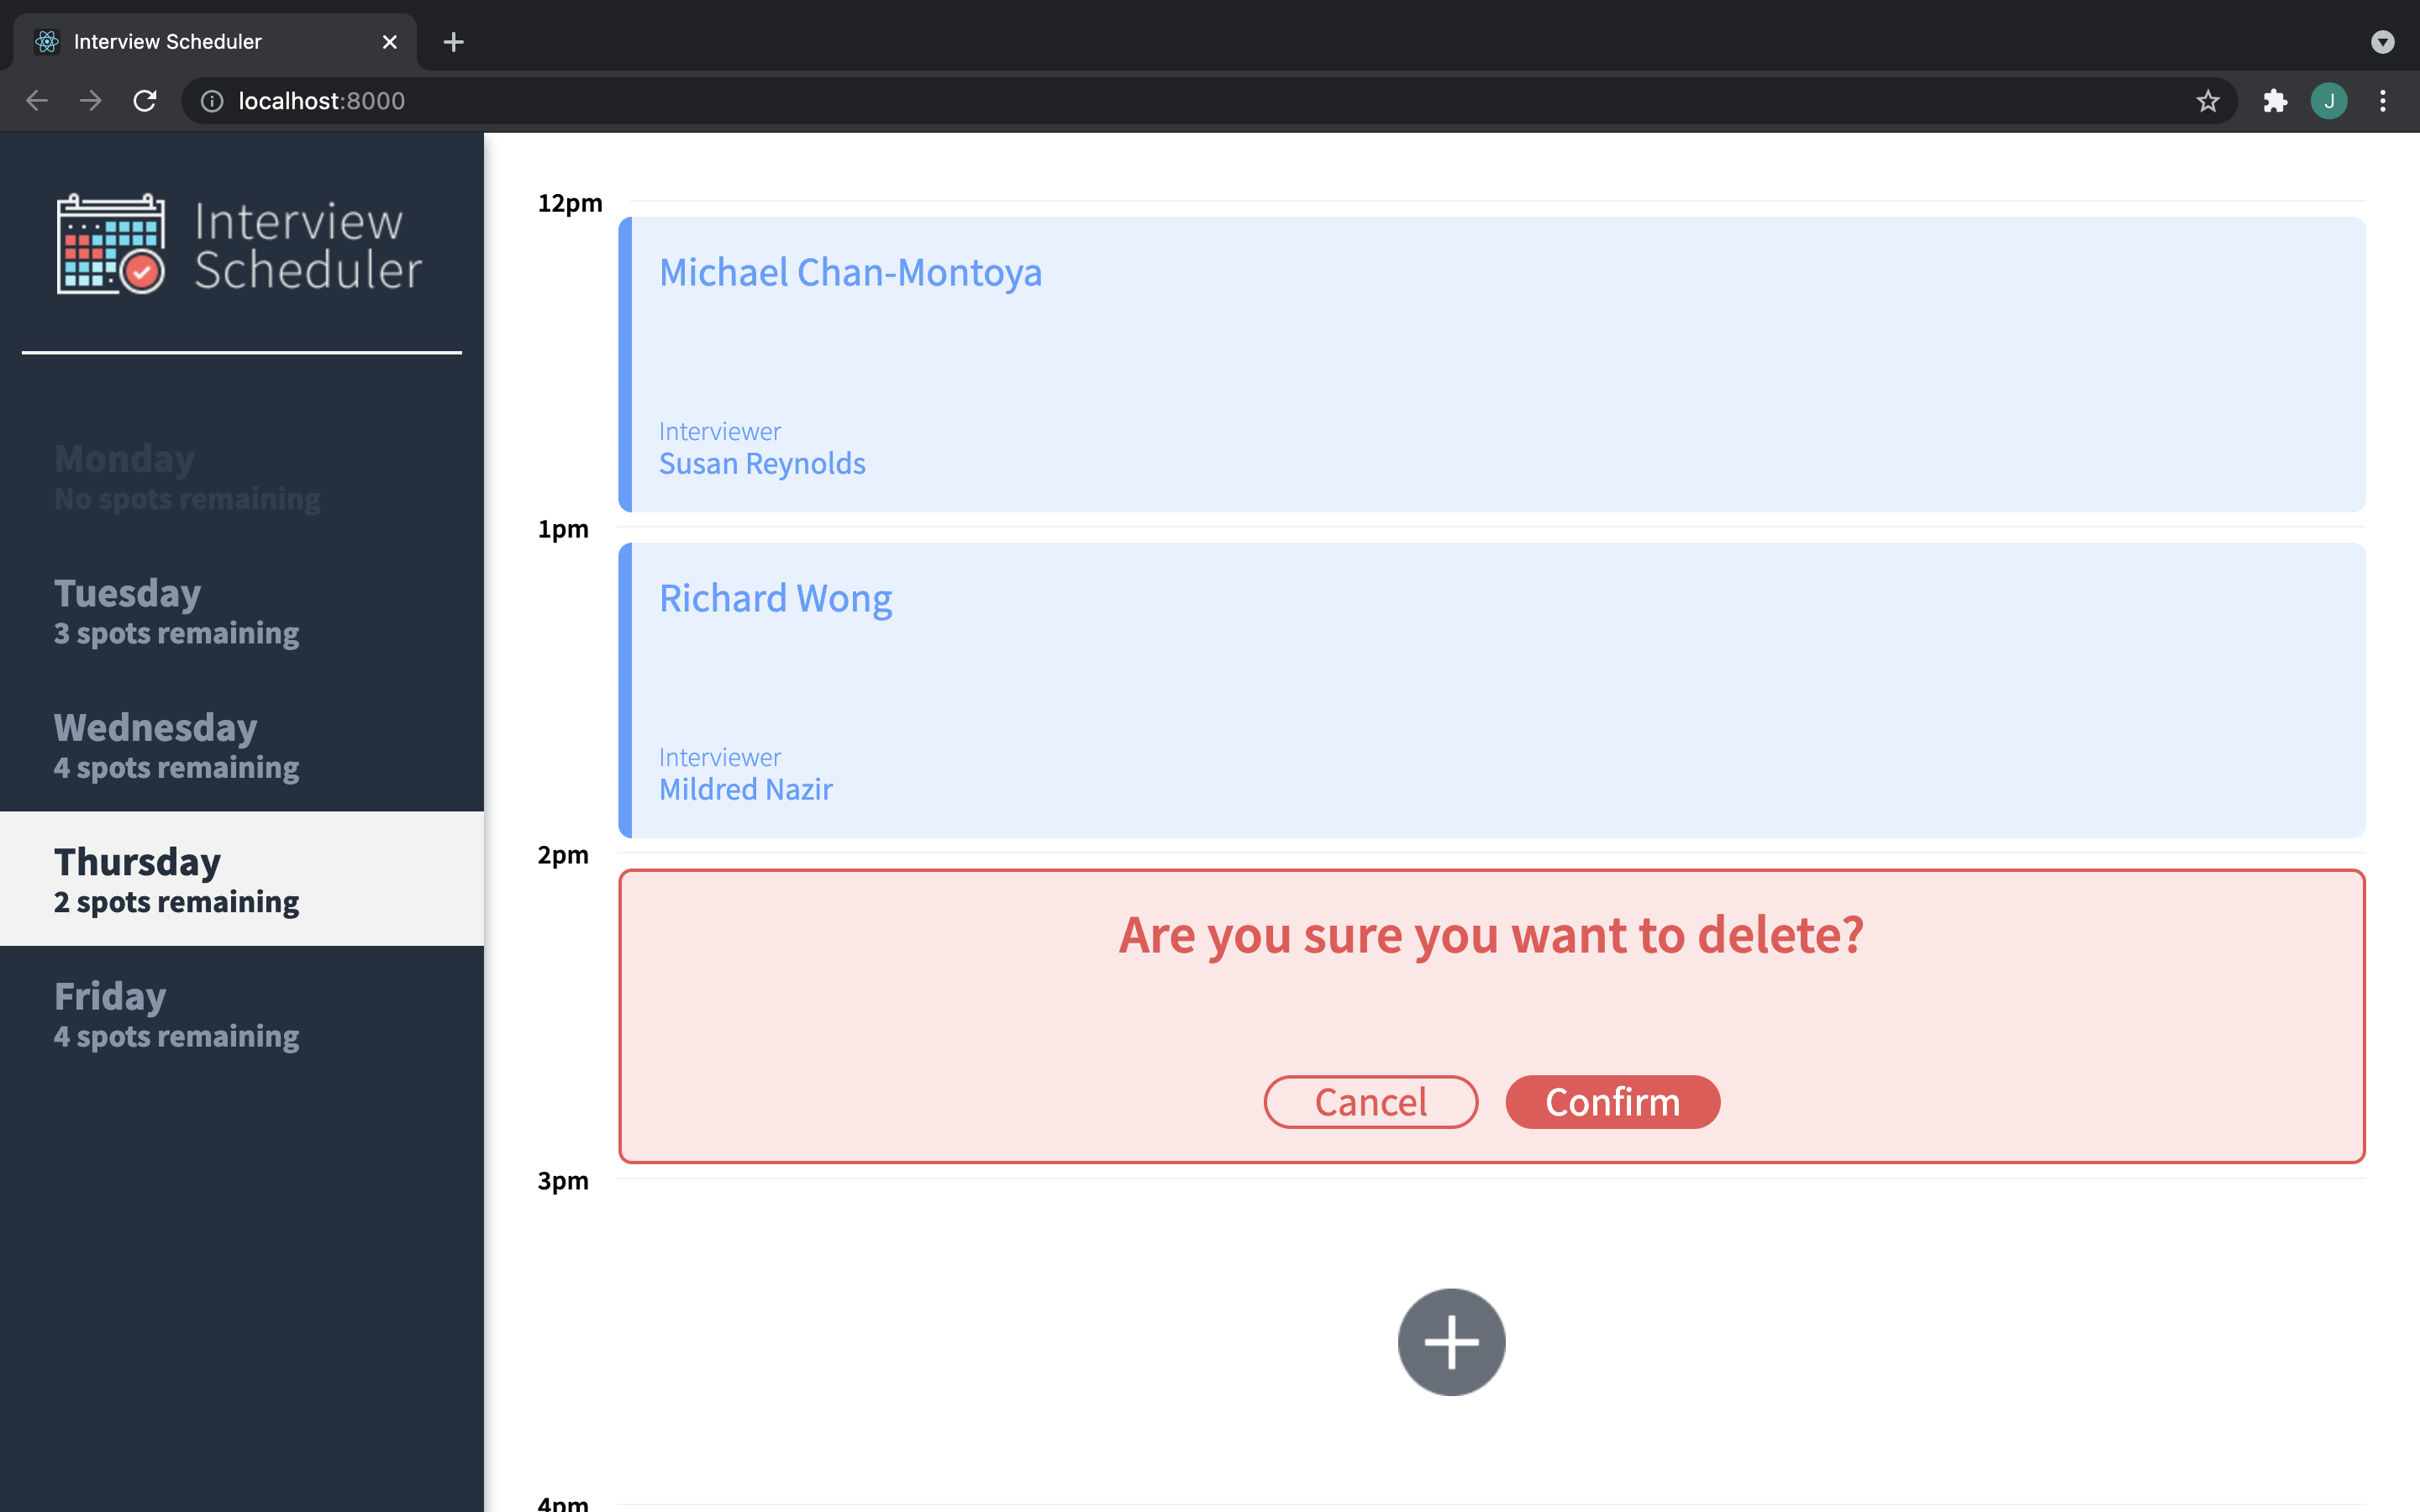 Interview Scheduler
localhost:8000
J
Interview
Scheduler
Monday
No spots remaining
Tuesday
3 spots remaining
Wednesday
4 spots remaining
Thursday
2 spots remaining
Friday
4 spots remaining
12pm
Michael Chan-Montoya
Interviewer
Susan Reynolds
1pm
Richard Wong
Interviewer
Mildred Nazir
2pm
Are you sure you want to delete?
Cancel
Confirm
3pm
4pm